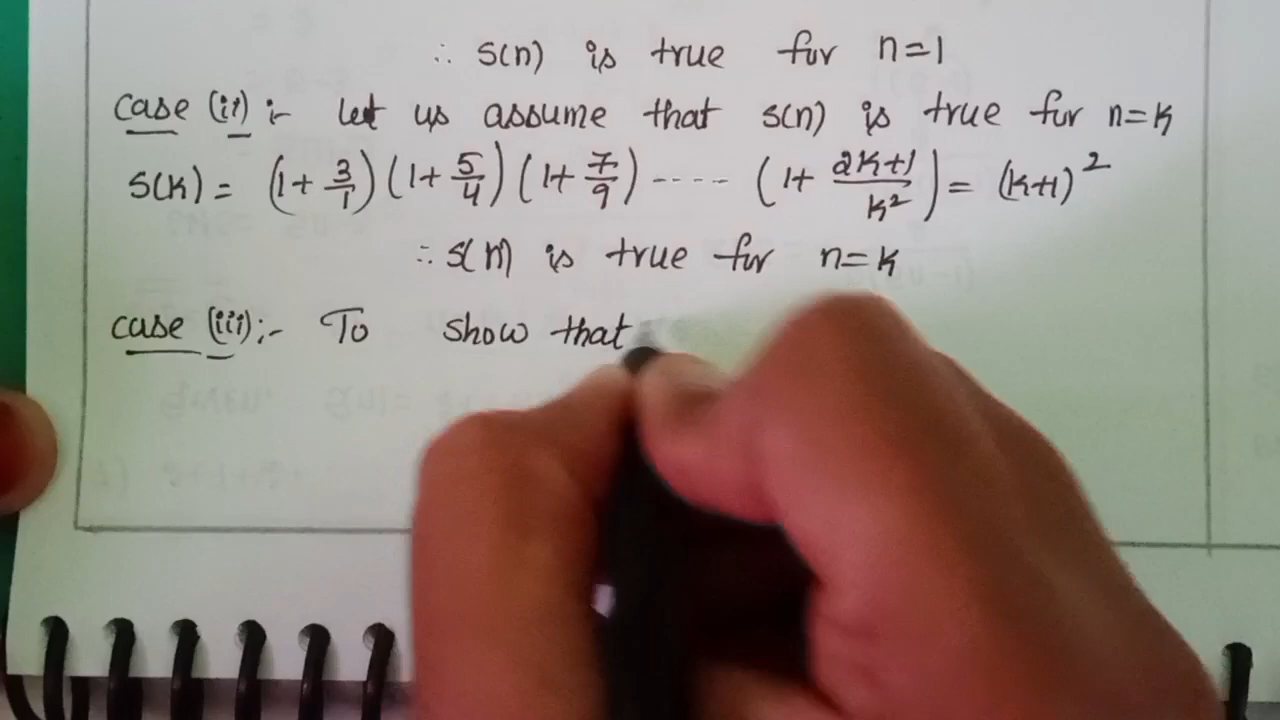 ∴ S(n) is true for n=1
case (ii) :- let us assume that S(n) is true for n=k
S(k) = (1+ 3/1) (1+ 5/4) (1+ 7/9) ----- (1+ 2k+1/k²) = (k+1)²
∴ S(n) is true for n=k
case (iii) :- To show that